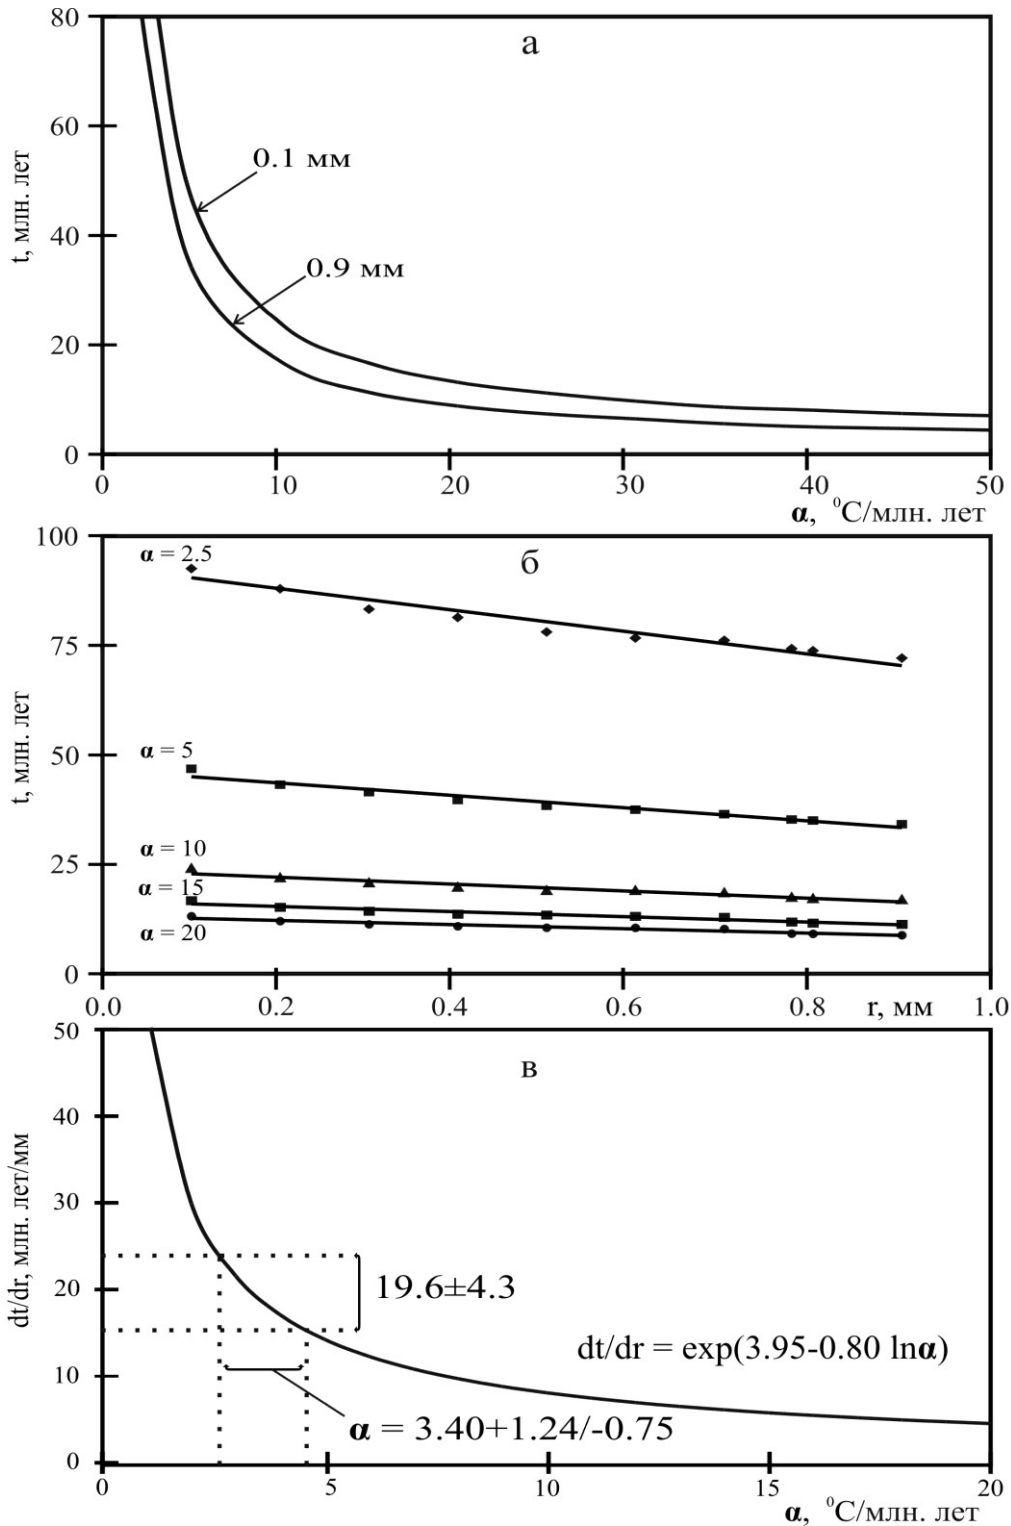 80
а
60
t, млн. лет
0.1 мм
40
0.9 мм
20
0
0 10 20 30 40 50
α, ⁰C/млн. лет
100
б
α = 2.5
75
t, млн. лет
α = 5
50
α = 10
25
α = 15
α = 20
0
0.0 0.2 0.4 0.6 0.8 r, мм 1.0
50
в
40
dt/dr, млн. лет/мм
30
19.6±4.3
20
dt/dr = exp(3.95-0.80 lnα)
10
α = 3.40+1.24/-0.75
0
0 5 10 15 20
α, ⁰C/млн. лет